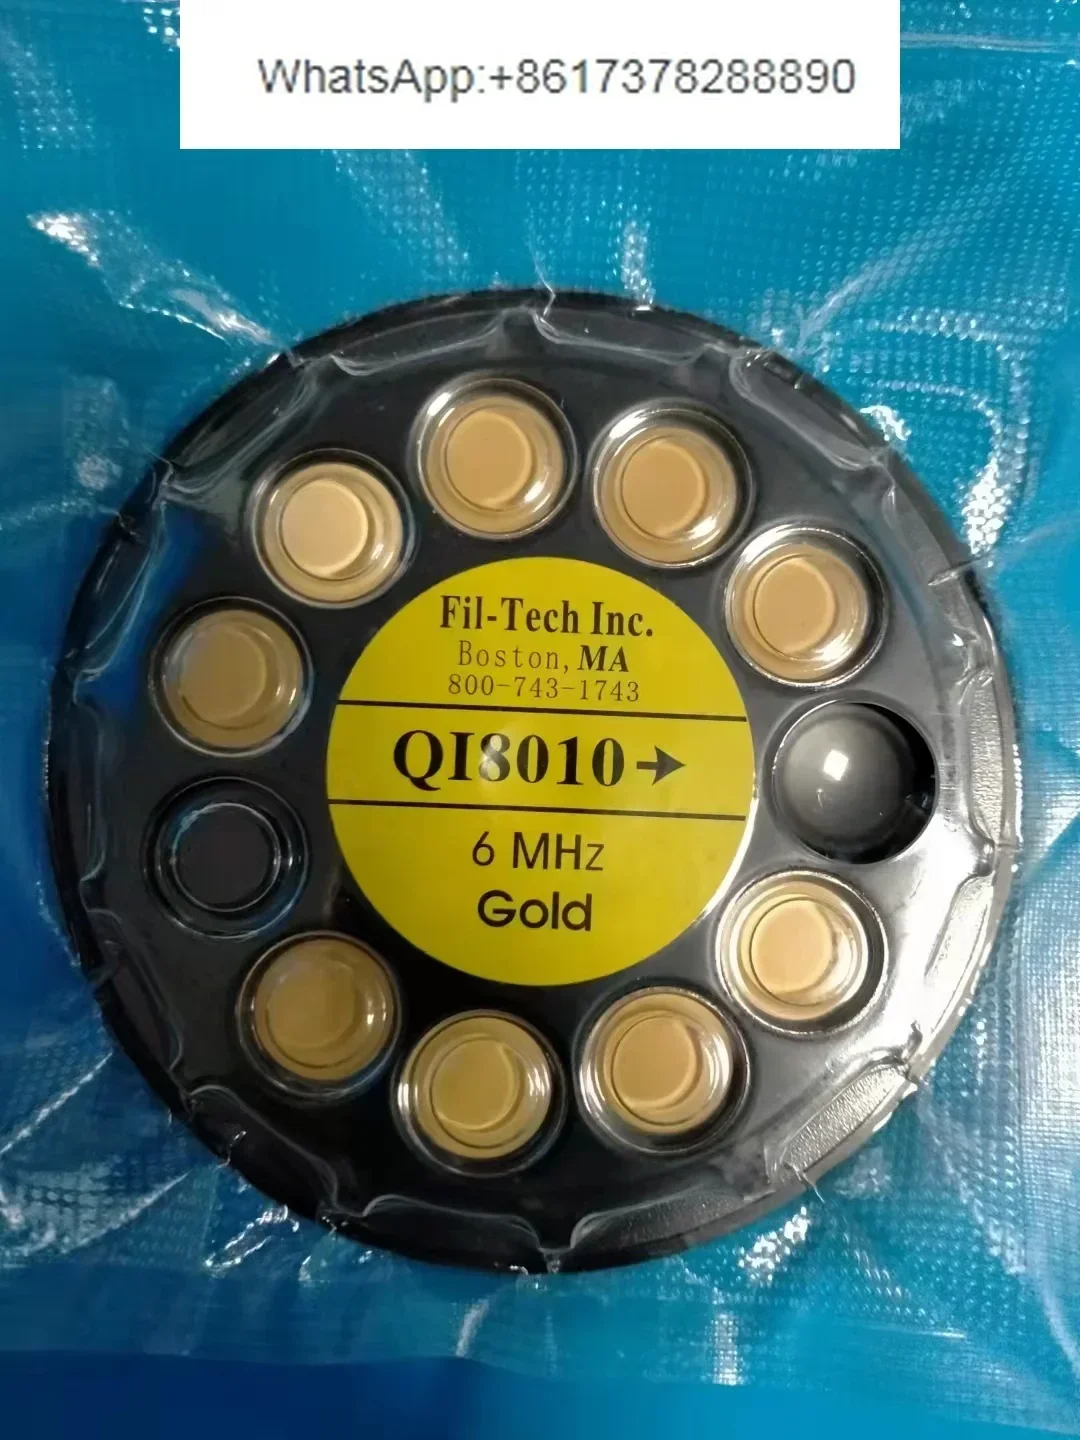 WhatsApp:+8617378288890
Fil-Tech Inc.
Boston, MA
800-743-1743
QI8010→
6 MHz
Gold